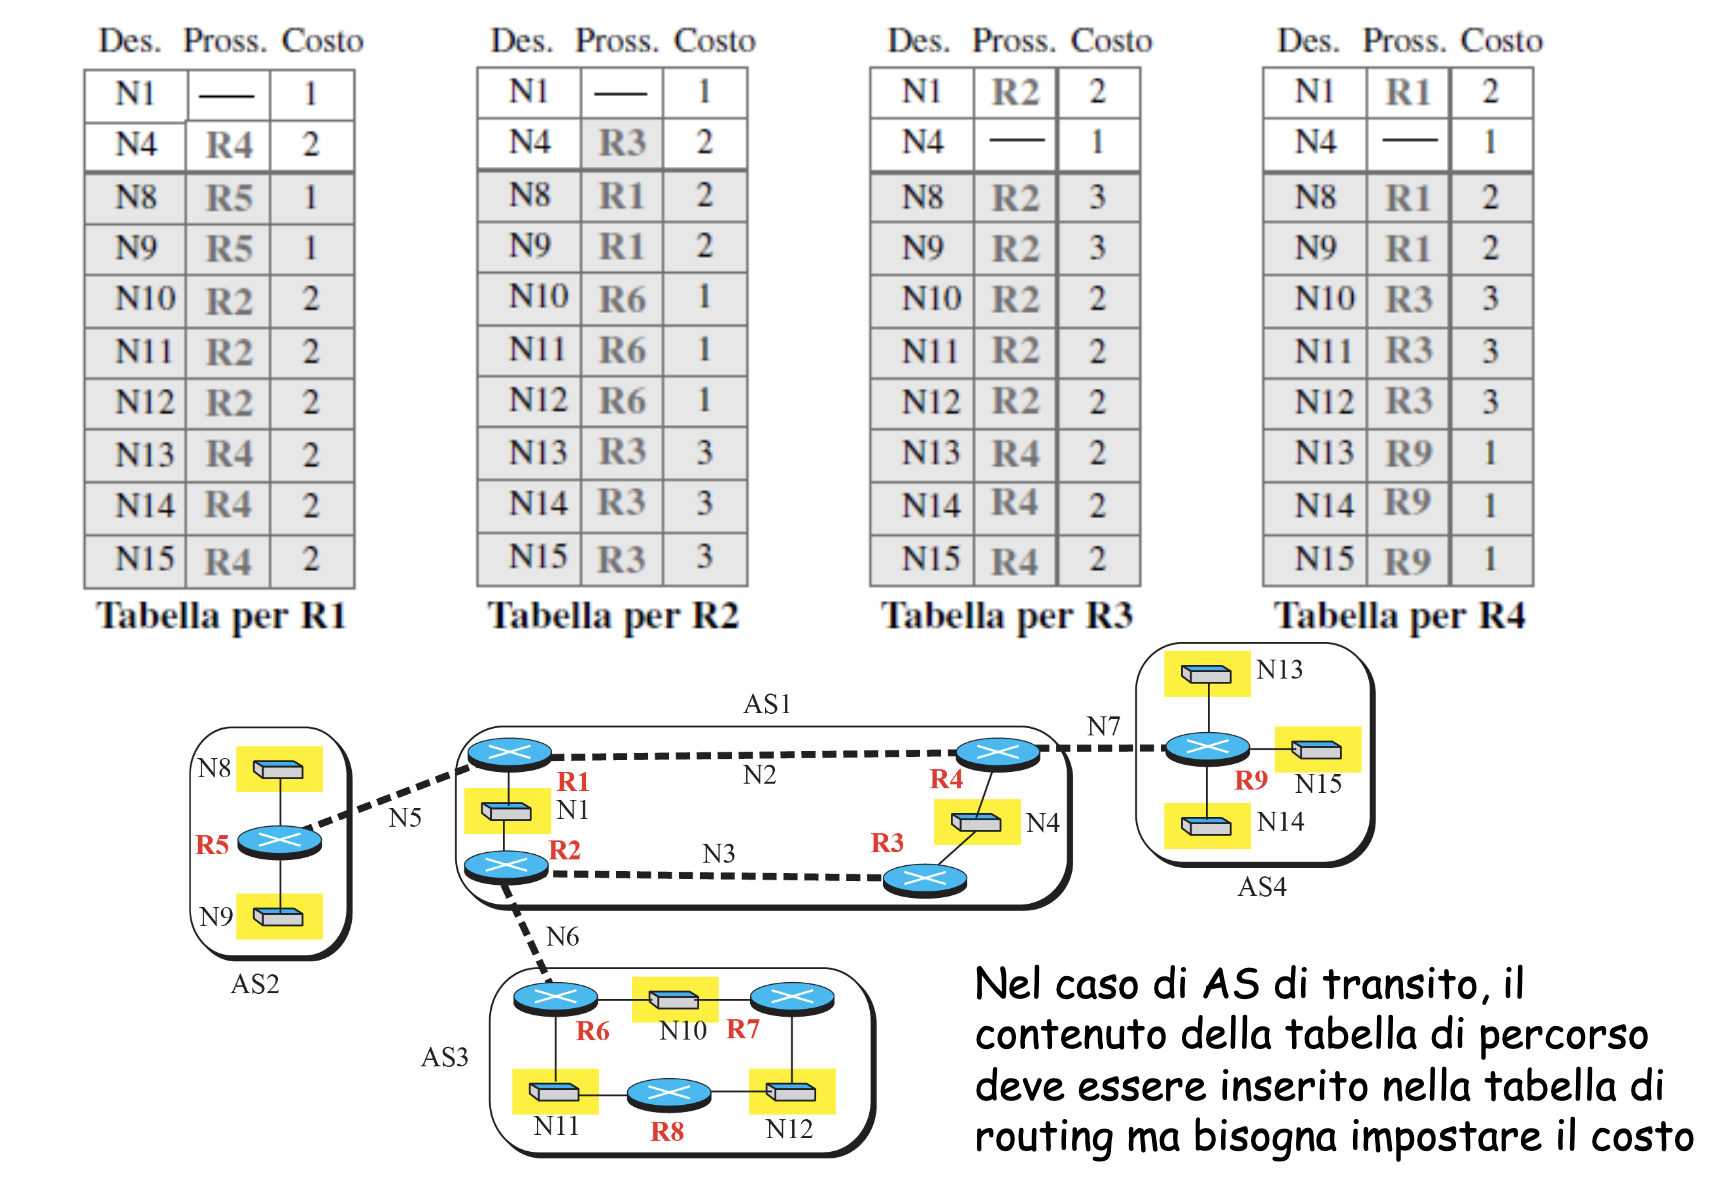 Des. Pross. Costo
N1 — 1
N4 R4 2
N8 R5 1
N9 R5 1
N10 R2 2
N11 R2 2
N12 R2 2
N13 R4 2
N14 R4 2
N15 R4 2
Tabella per R1
Des. Pross. Costo
N1 — 1
N4 R3 2
N8 R1 2
N9 R1 2
N10 R6 1
N11 R6 1
N12 R6 1
N13 R3 3
N14 R3 3
N15 R3 3
Tabella per R2
Des. Pross. Costo
N1 R2 2
N4 — 1
N8 R2 3
N9 R2 3
N10 R2 2
N11 R2 2
N12 R2 2
N13 R4 2
N14 R4 2
N15 R4 2
Tabella per R3
Des. Pross. Costo
N1 R1 2
N4 — 1
N8 R1 2
N9 R1 2
N10 R3 3
N11 R3 3
N12 R3 3
N13 R9 1
N14 R9 1
N15 R9 1
Tabella per R4
N8
R5
N9
AS2
N5
AS1
R1
N1
R2
N2
N3
R4
N4
R3
N7
N13
R9
N15
N14
AS4
N6
AS3
R6
N10
R7
N11
R8
N12
Nel caso di AS di transito, il
contenuto della tabella di percorso
deve essere inserito nella tabella di
routing ma bisogna impostare il costo